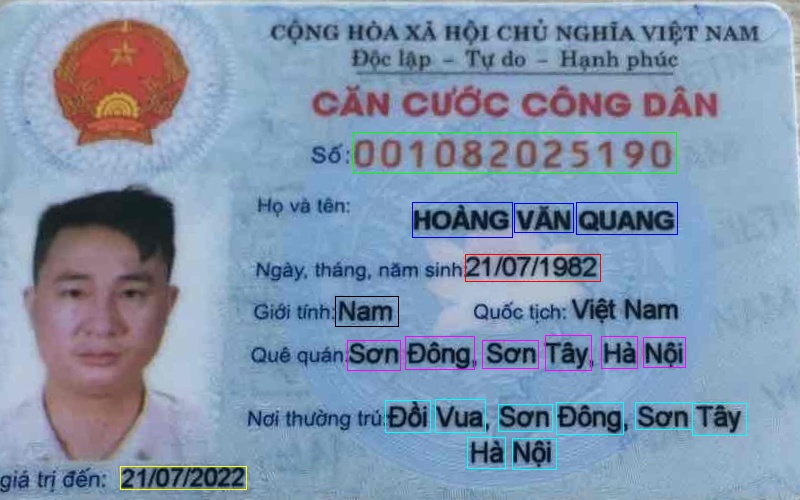 CỘNG HÒA XÃ HỘI CHỦ NGHĨA VIỆT NAM
Độc lập – Tự do – Hạnh phúc
CĂN CƯỚC CÔNG DÂN
Số: 001082025190
Họ và tên: HOÀNG VĂN QUANG
Ngày, tháng, năm sinh: 21/07/1982
Giới tính: Nam Quốc tịch: Việt Nam
Quê quán: Sơn Đông, Sơn Tây, Hà Nội
Nơi thường trú: Đồi Vua, Sơn Đông, Sơn Tây
Hà Nội
giá trị đến: 21/07/2022